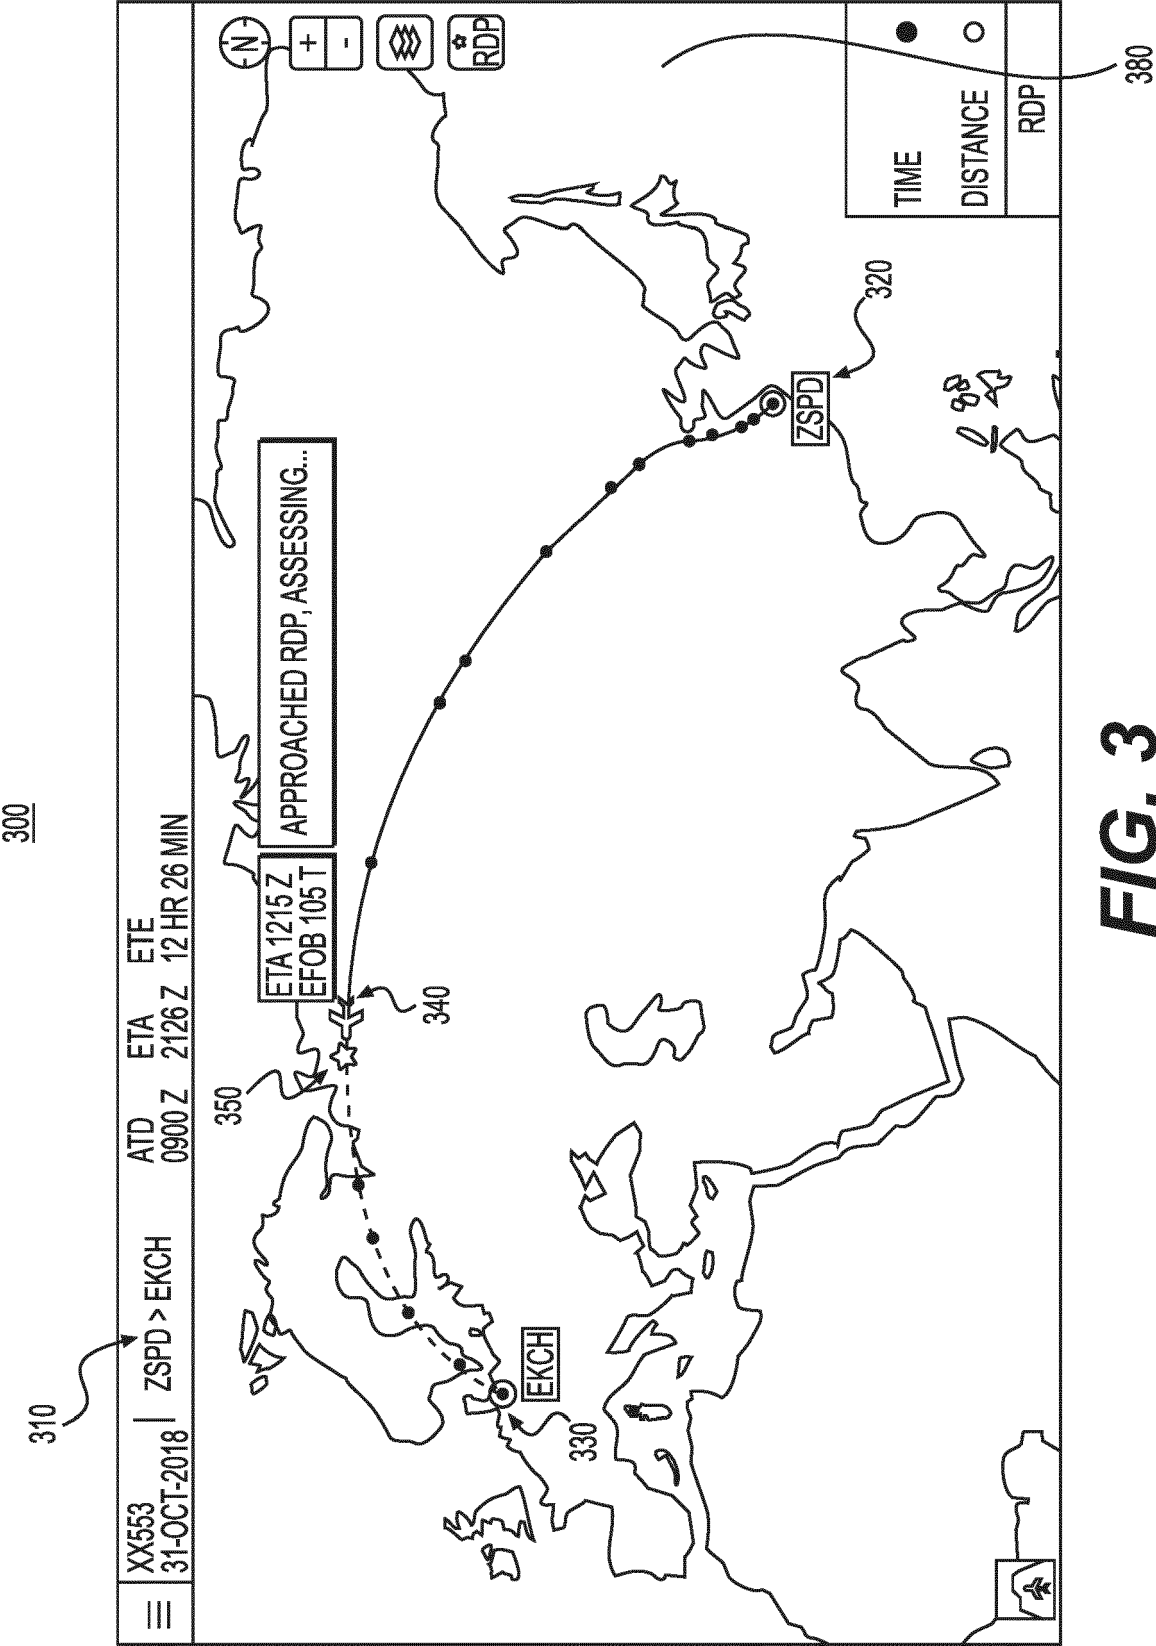 300
310
XX553
31-OCT-2018
ZSPD > EKCH
ATD
ETA
ETE
0900 Z
2126 Z
12 HR 26 MIN
N
+
-
RDP
350
ETA 1215 Z
EFOB 105 T
APPROACHED RDP, ASSESSING...
340
EKCH
330
ZSPD
320
TIME
DISTANCE
RDP
380
FIG. 3